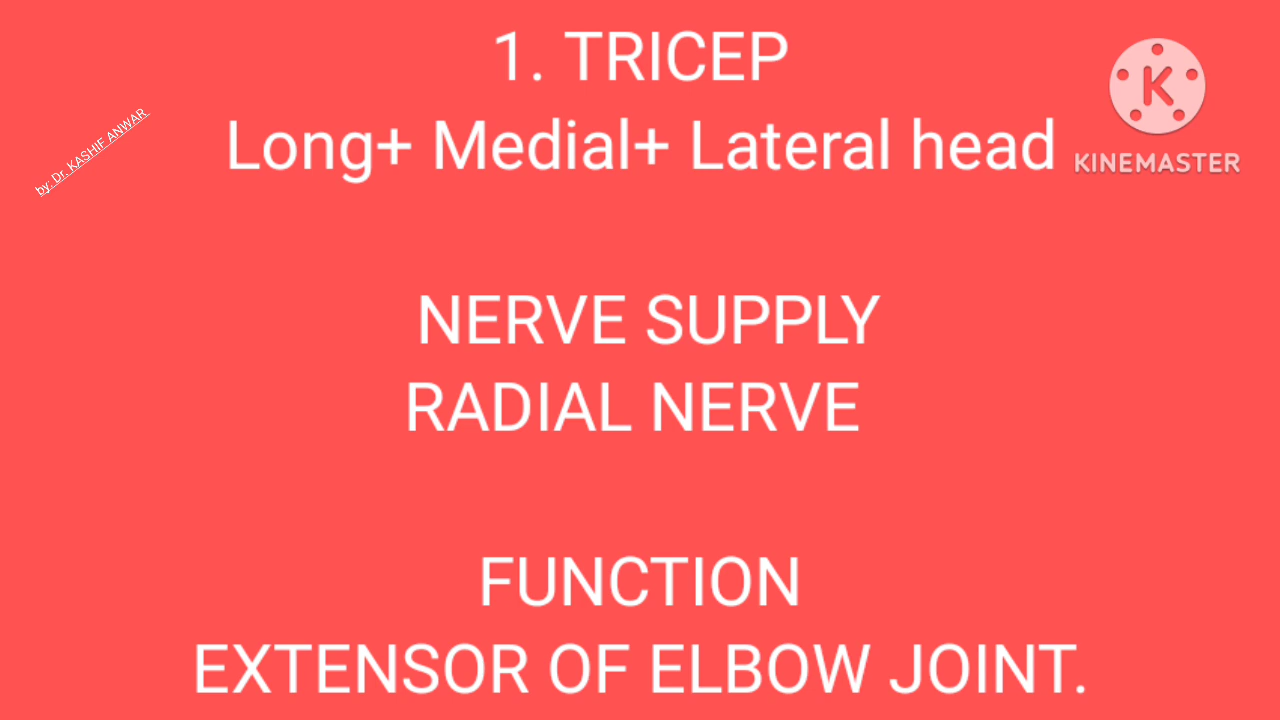 1. TRICEP
Long+ Medial+ Lateral head
by: Dr. KASHIF ANWAR
K
KINEMASTER
NERVE SUPPLY
RADIAL NERVE
FUNCTION
EXTENSOR OF ELBOW JOINT.